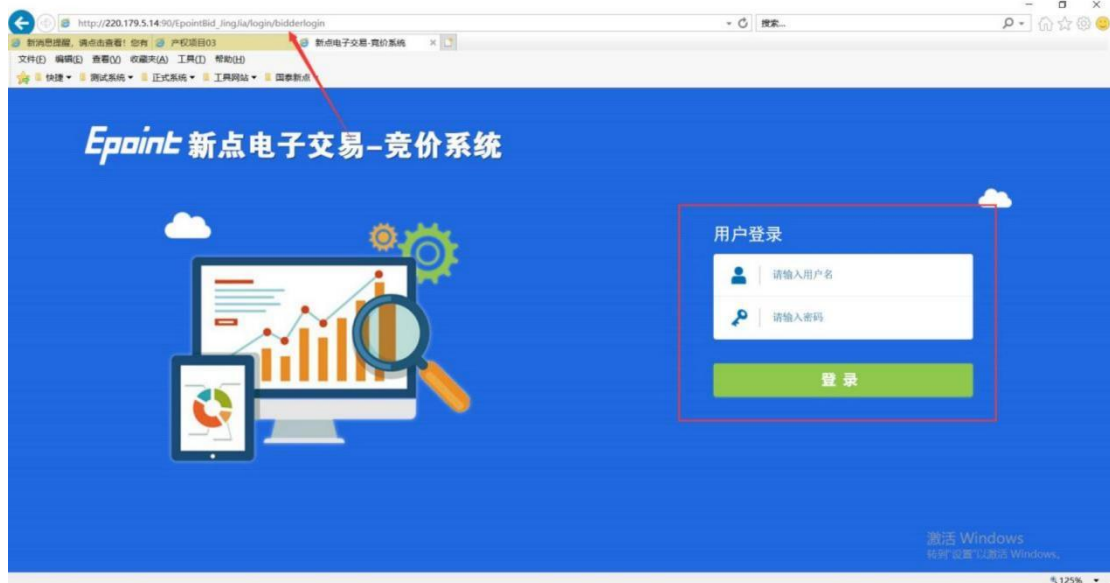 http://220.179.5.14:90/EpointBid_JingJia/login/bidderlogin
搜索...
新消息提醒，请点击查看！您有
产权项目03
新点电子交易-竞价系统
文件(F) 编辑(E) 查看(V) 收藏夹(A) 工具(T) 帮助(H)
快捷 测试系统 正式系统 工具网站 国泰新点
Epoint 新点电子交易-竞价系统
用户登录
请输入用户名
请输入密码
登录
激活 Windows
转到"设置"以激活 Windows。
125%